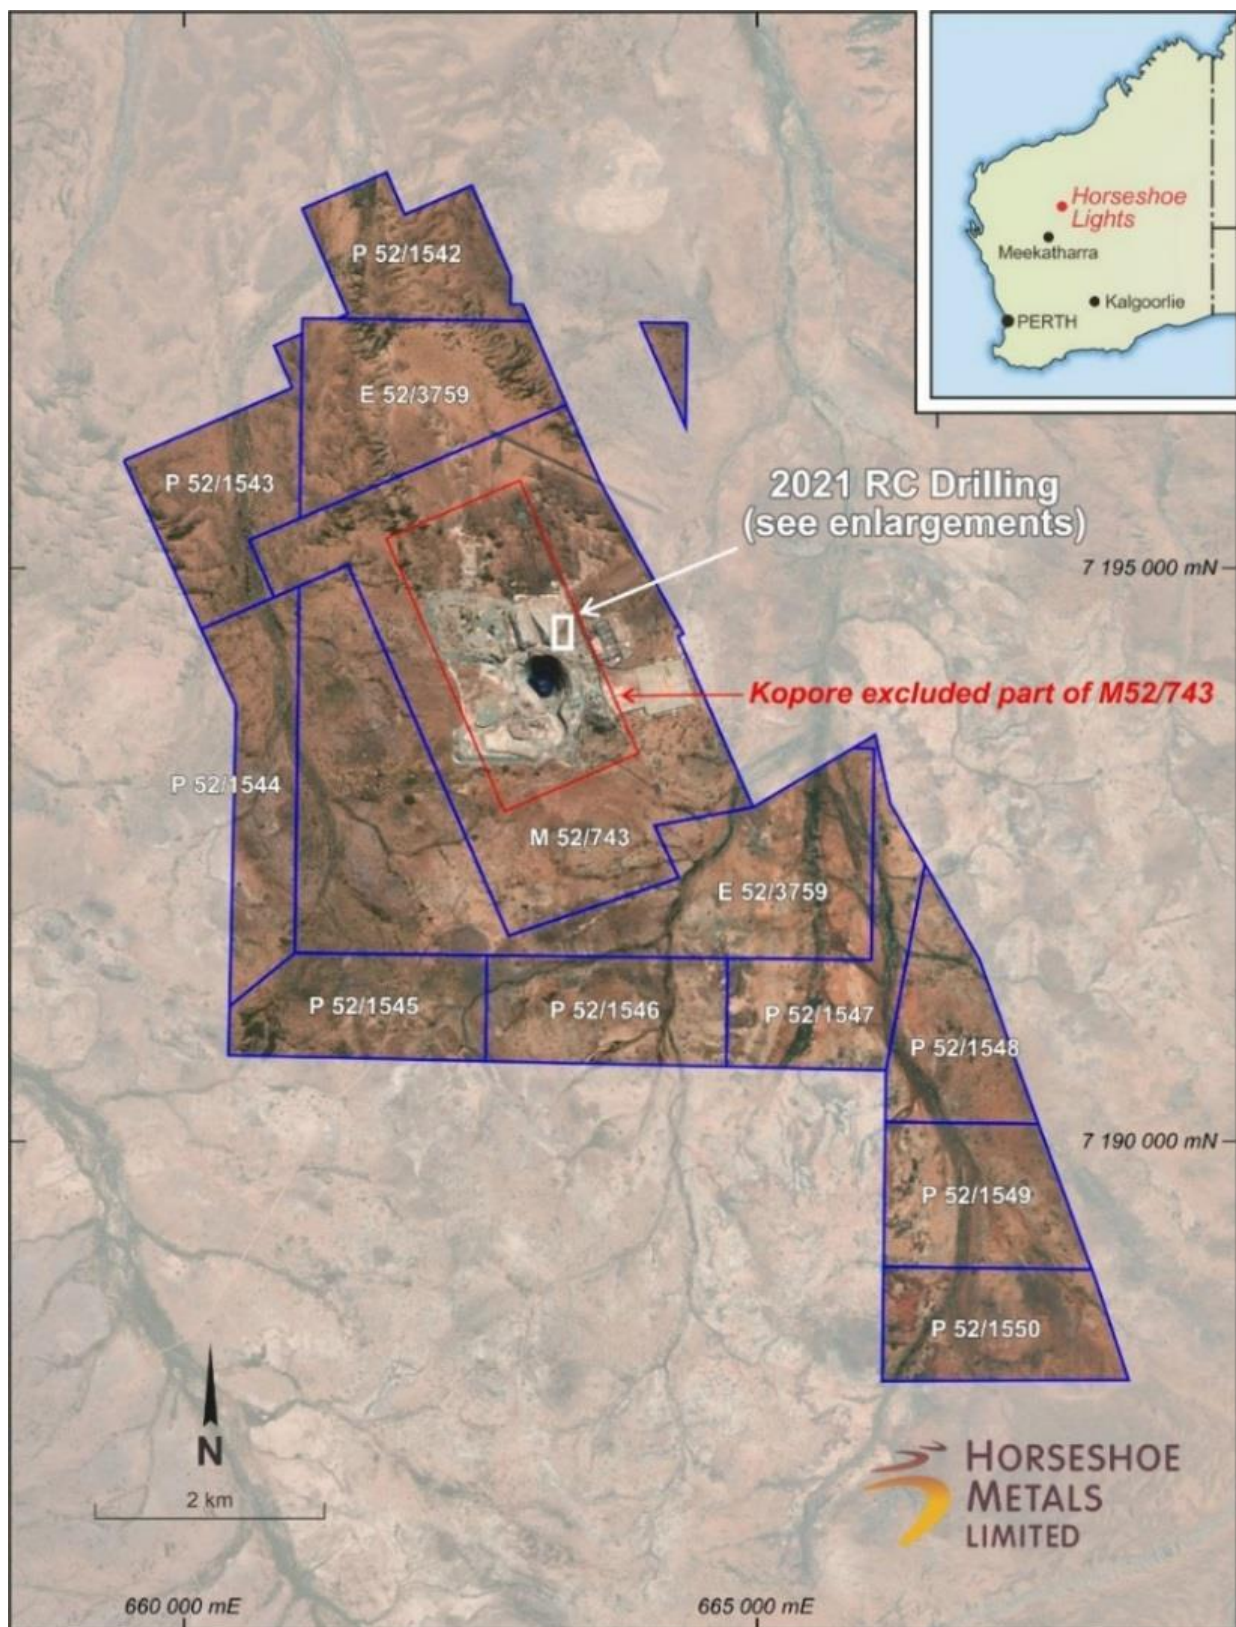 Horseshoe
Lights
Meekatharra
Kalgoorlie
PERTH
P 52/1542
E 52/3759
P 52/1543
2021 RC Drilling
(see enlargements)
7 195 000 mN
Kopore excluded part of M52/743
P 52/1544
M 52/743
E 52/3759
P 52/1545
P 52/1546
P 52/1547
P 52/1548
7 190 000 mN
P 52/1549
P 52/1550
N
2 km
HORSESHOE
METALS
LIMITED
660 000 mE
665 000 mE